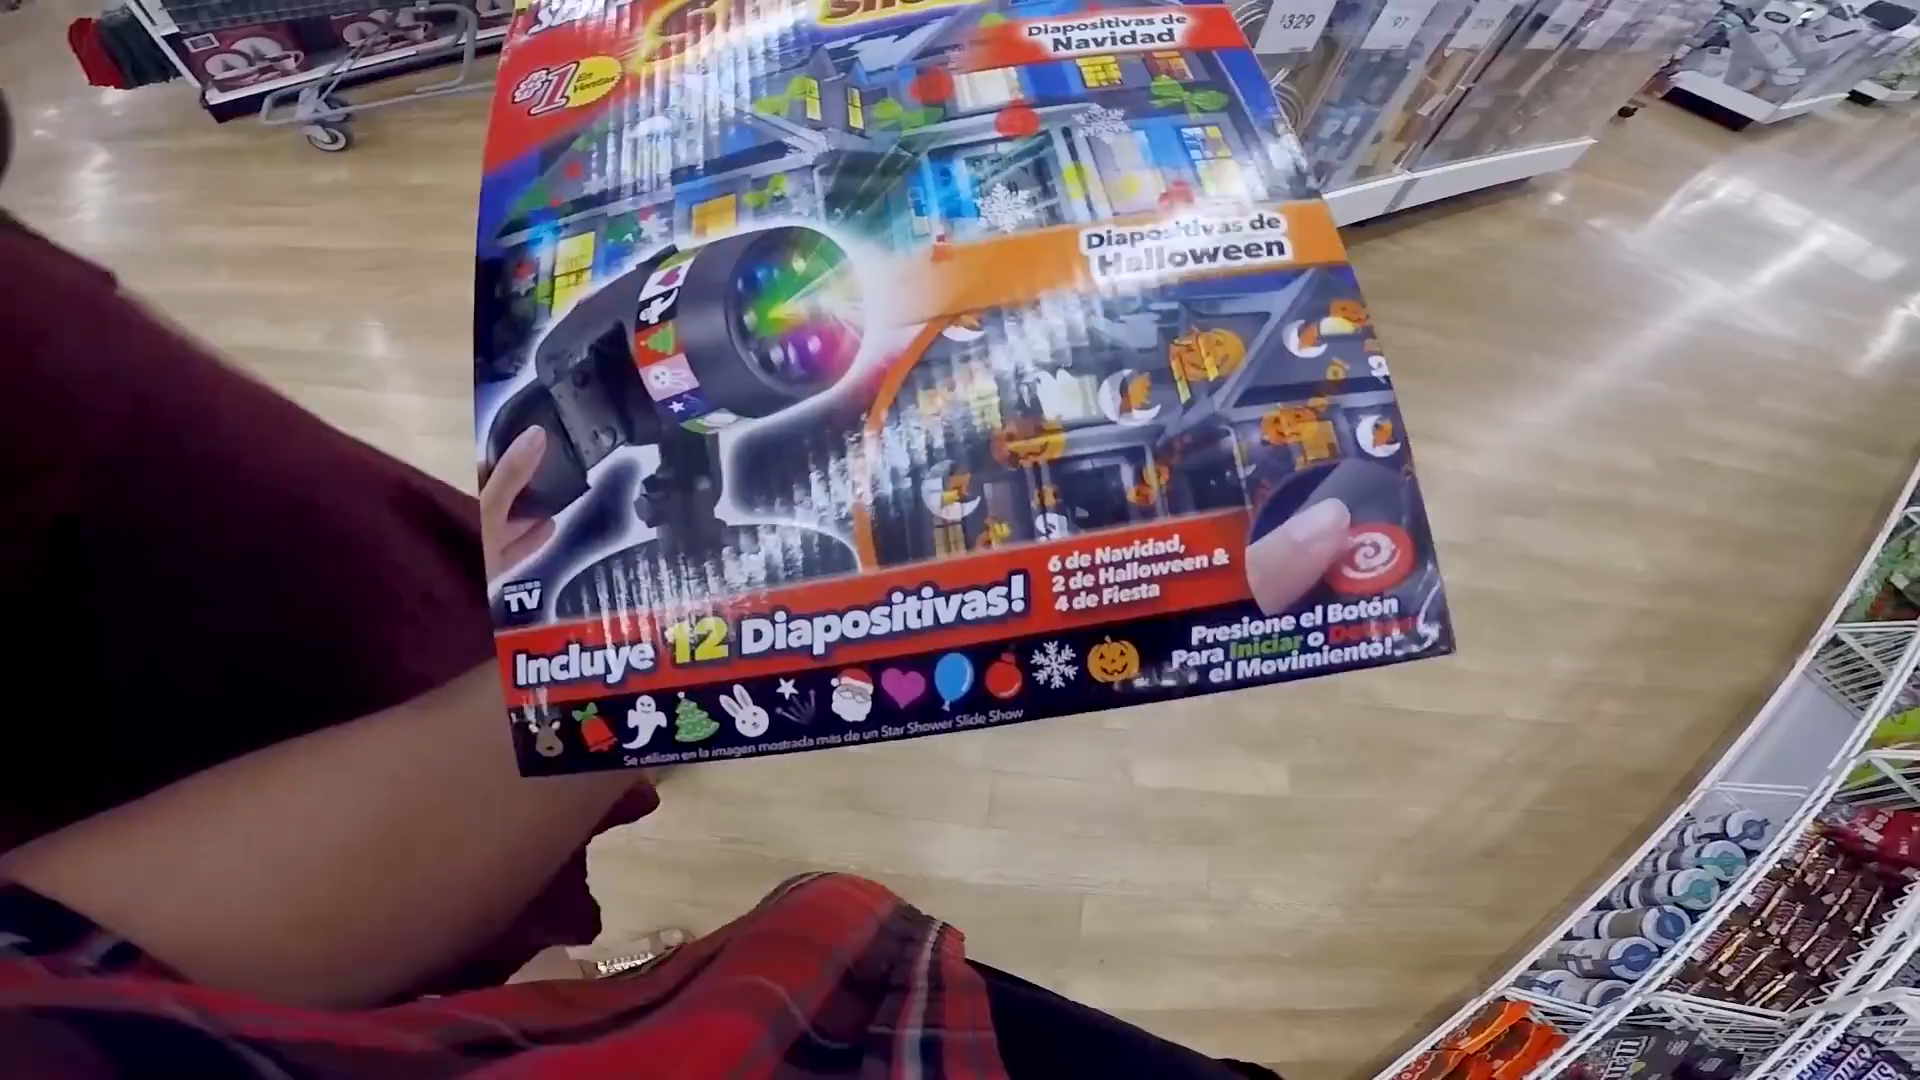 Star
Diapositivas de
Navidad
#1 En
Ventas
$329
97
Diapositivas de
Halloween
TV
Incluye 12 Diapositivas!
6 de Navidad,
2 de Halloween &
4 de Fiesta
Presione el Botón
Para Iniciar o
el Movimiento!
Se utilizan en la imagen mostrada más de un Star Shower Slide Show